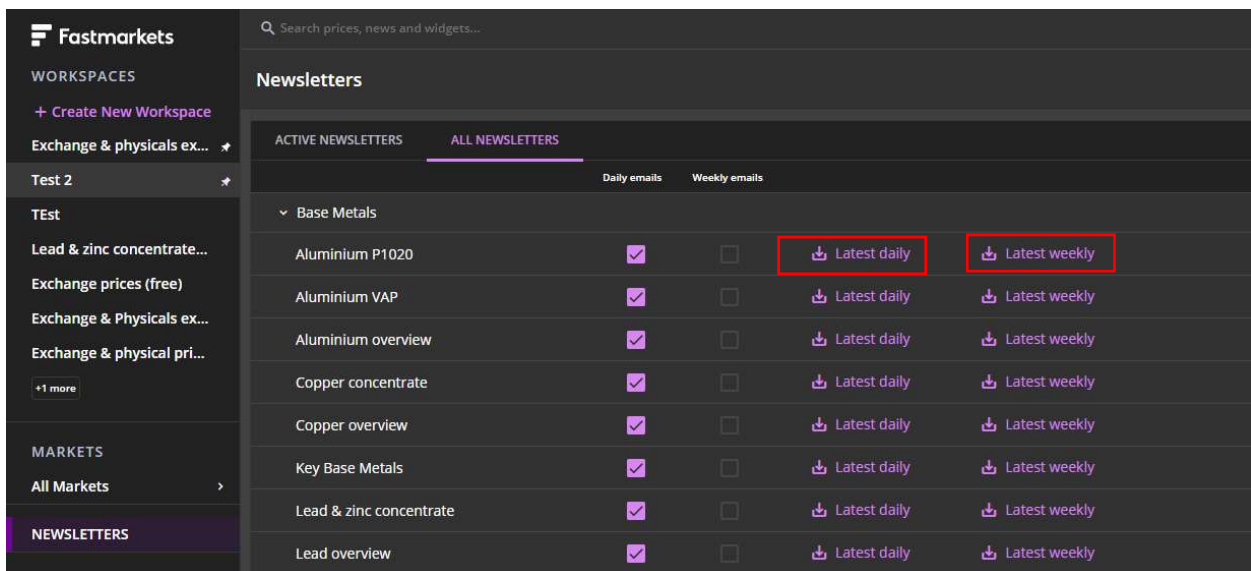 Fastmarkets
WORKSPACES
+ Create New Workspace
Exchange & physicals ex...
Test 2
TEst
Lead & zinc concentrate...
Exchange prices (free)
Exchange & Physicals ex...
Exchange & physical pri...
+1 more
MARKETS
All Markets
NEWSLETTERS
Search prices, news and widgets...
Newsletters
ACTIVE NEWSLETTERS ALL NEWSLETTERS
Daily emails Weekly emails
Base Metals
Aluminium P1020 Latest daily Latest weekly
Aluminium VAP Latest daily Latest weekly
Aluminium overview Latest daily Latest weekly
Copper concentrate Latest daily Latest weekly
Copper overview Latest daily Latest weekly
Key Base Metals Latest daily Latest weekly
Lead & zinc concentrate Latest daily Latest weekly
Lead overview Latest daily Latest weekly